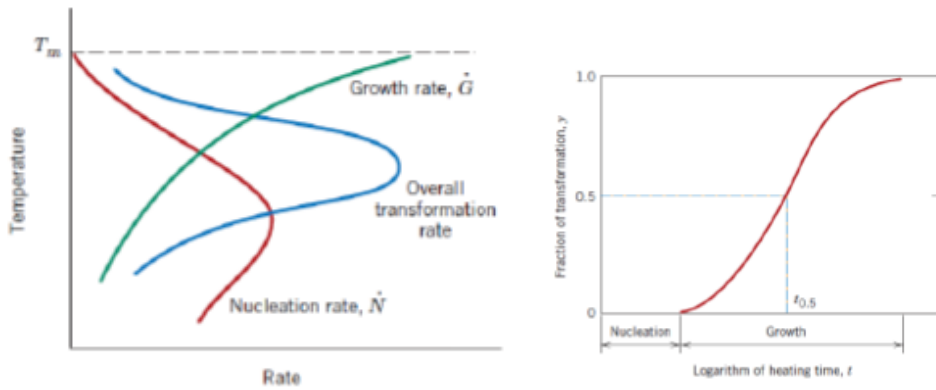 Tm
Growth rate, Ġ
Overall
transformation
rate
Nucleation rate, Ṅ
Temperature
Rate
1.0
0.5
0
Fraction of transformation, y
t0.5
Nucleation
Growth
Logarithm of heating time, t